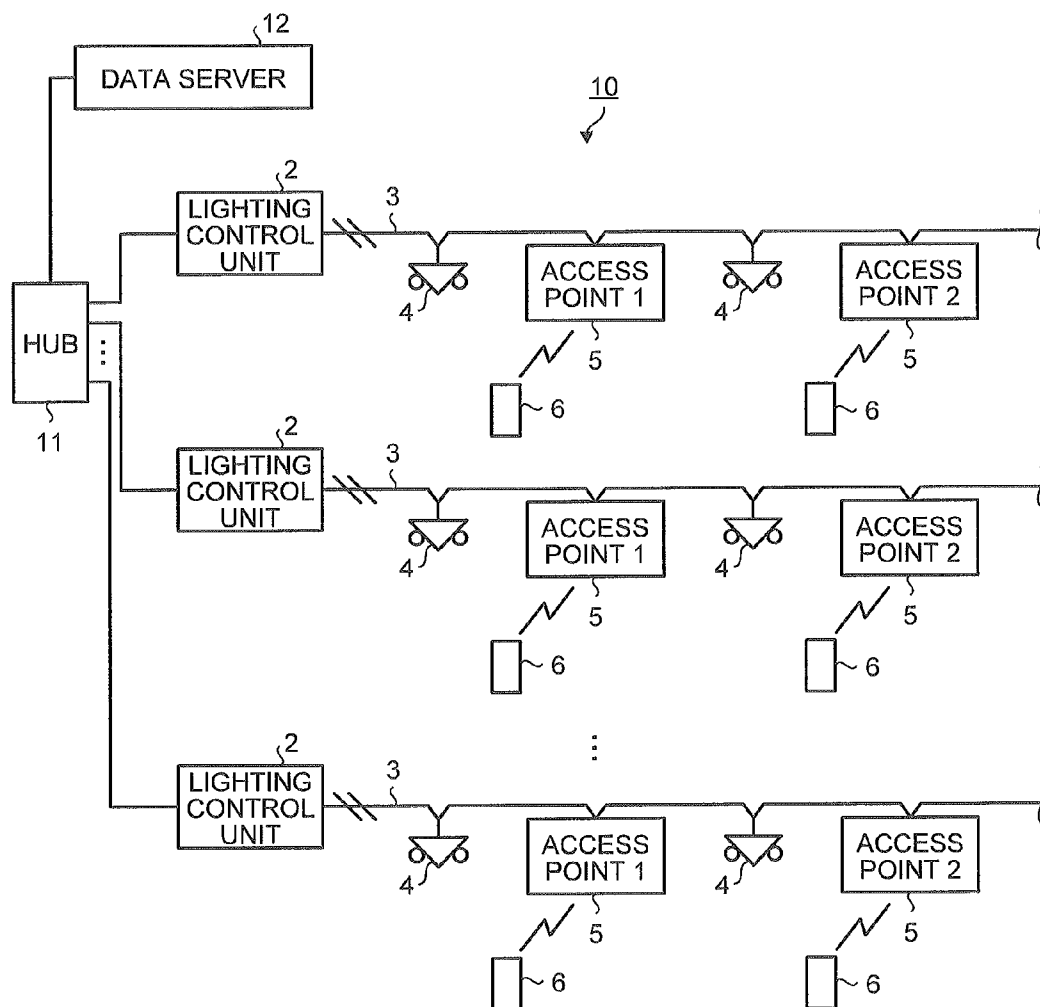 12
DATA SERVER
10
2
LIGHTING
CONTROL
UNIT
3
4
ACCESS
POINT 1
5
6
4
ACCESS
POINT 2
5
6
HUB
11
2
LIGHTING
CONTROL
UNIT
3
4
ACCESS
POINT 1
5
6
4
ACCESS
POINT 2
5
6
2
LIGHTING
CONTROL
UNIT
3
4
ACCESS
POINT 1
5
6
4
ACCESS
POINT 2
5
6